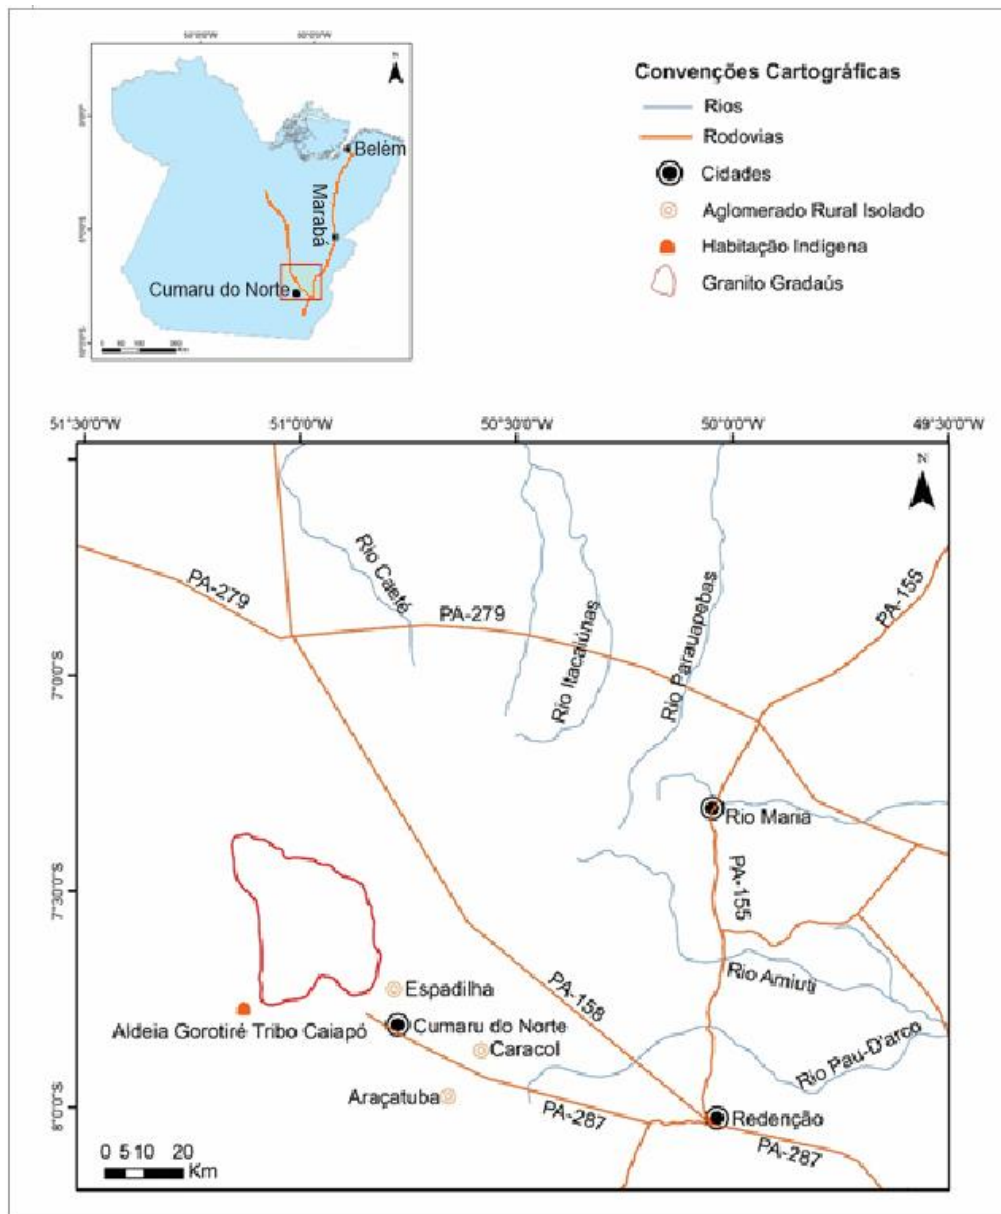 N
Belém
Marabá
Cumaru do Norte
Km
Convenções Cartográficas
Rios
Rodovias
Cidades
Aglomerado Rural Isolado
Habitação Indígena
Granito Gradaús
51°30'0"W
51°0'0"W
50°30'0"W
50°0'0"W
49°30'0"W
N
Rio Caeté
PA-279
PA-279
PA-155
Rio Itacaiúnas
Rio Parauapebas
7°0'0"S
Rio Maria
PA-155
7°30'0"S
Rio Amiuti
Espadilha
PA-158
Aldeia Gorotiré Tribo Caiapó
Cumaru do Norte
Caracol
Rio Pau-D'arco
Araçatuba
8°0'0"S
PA-287
Redenção
PA-287
0 5 10 20
Km